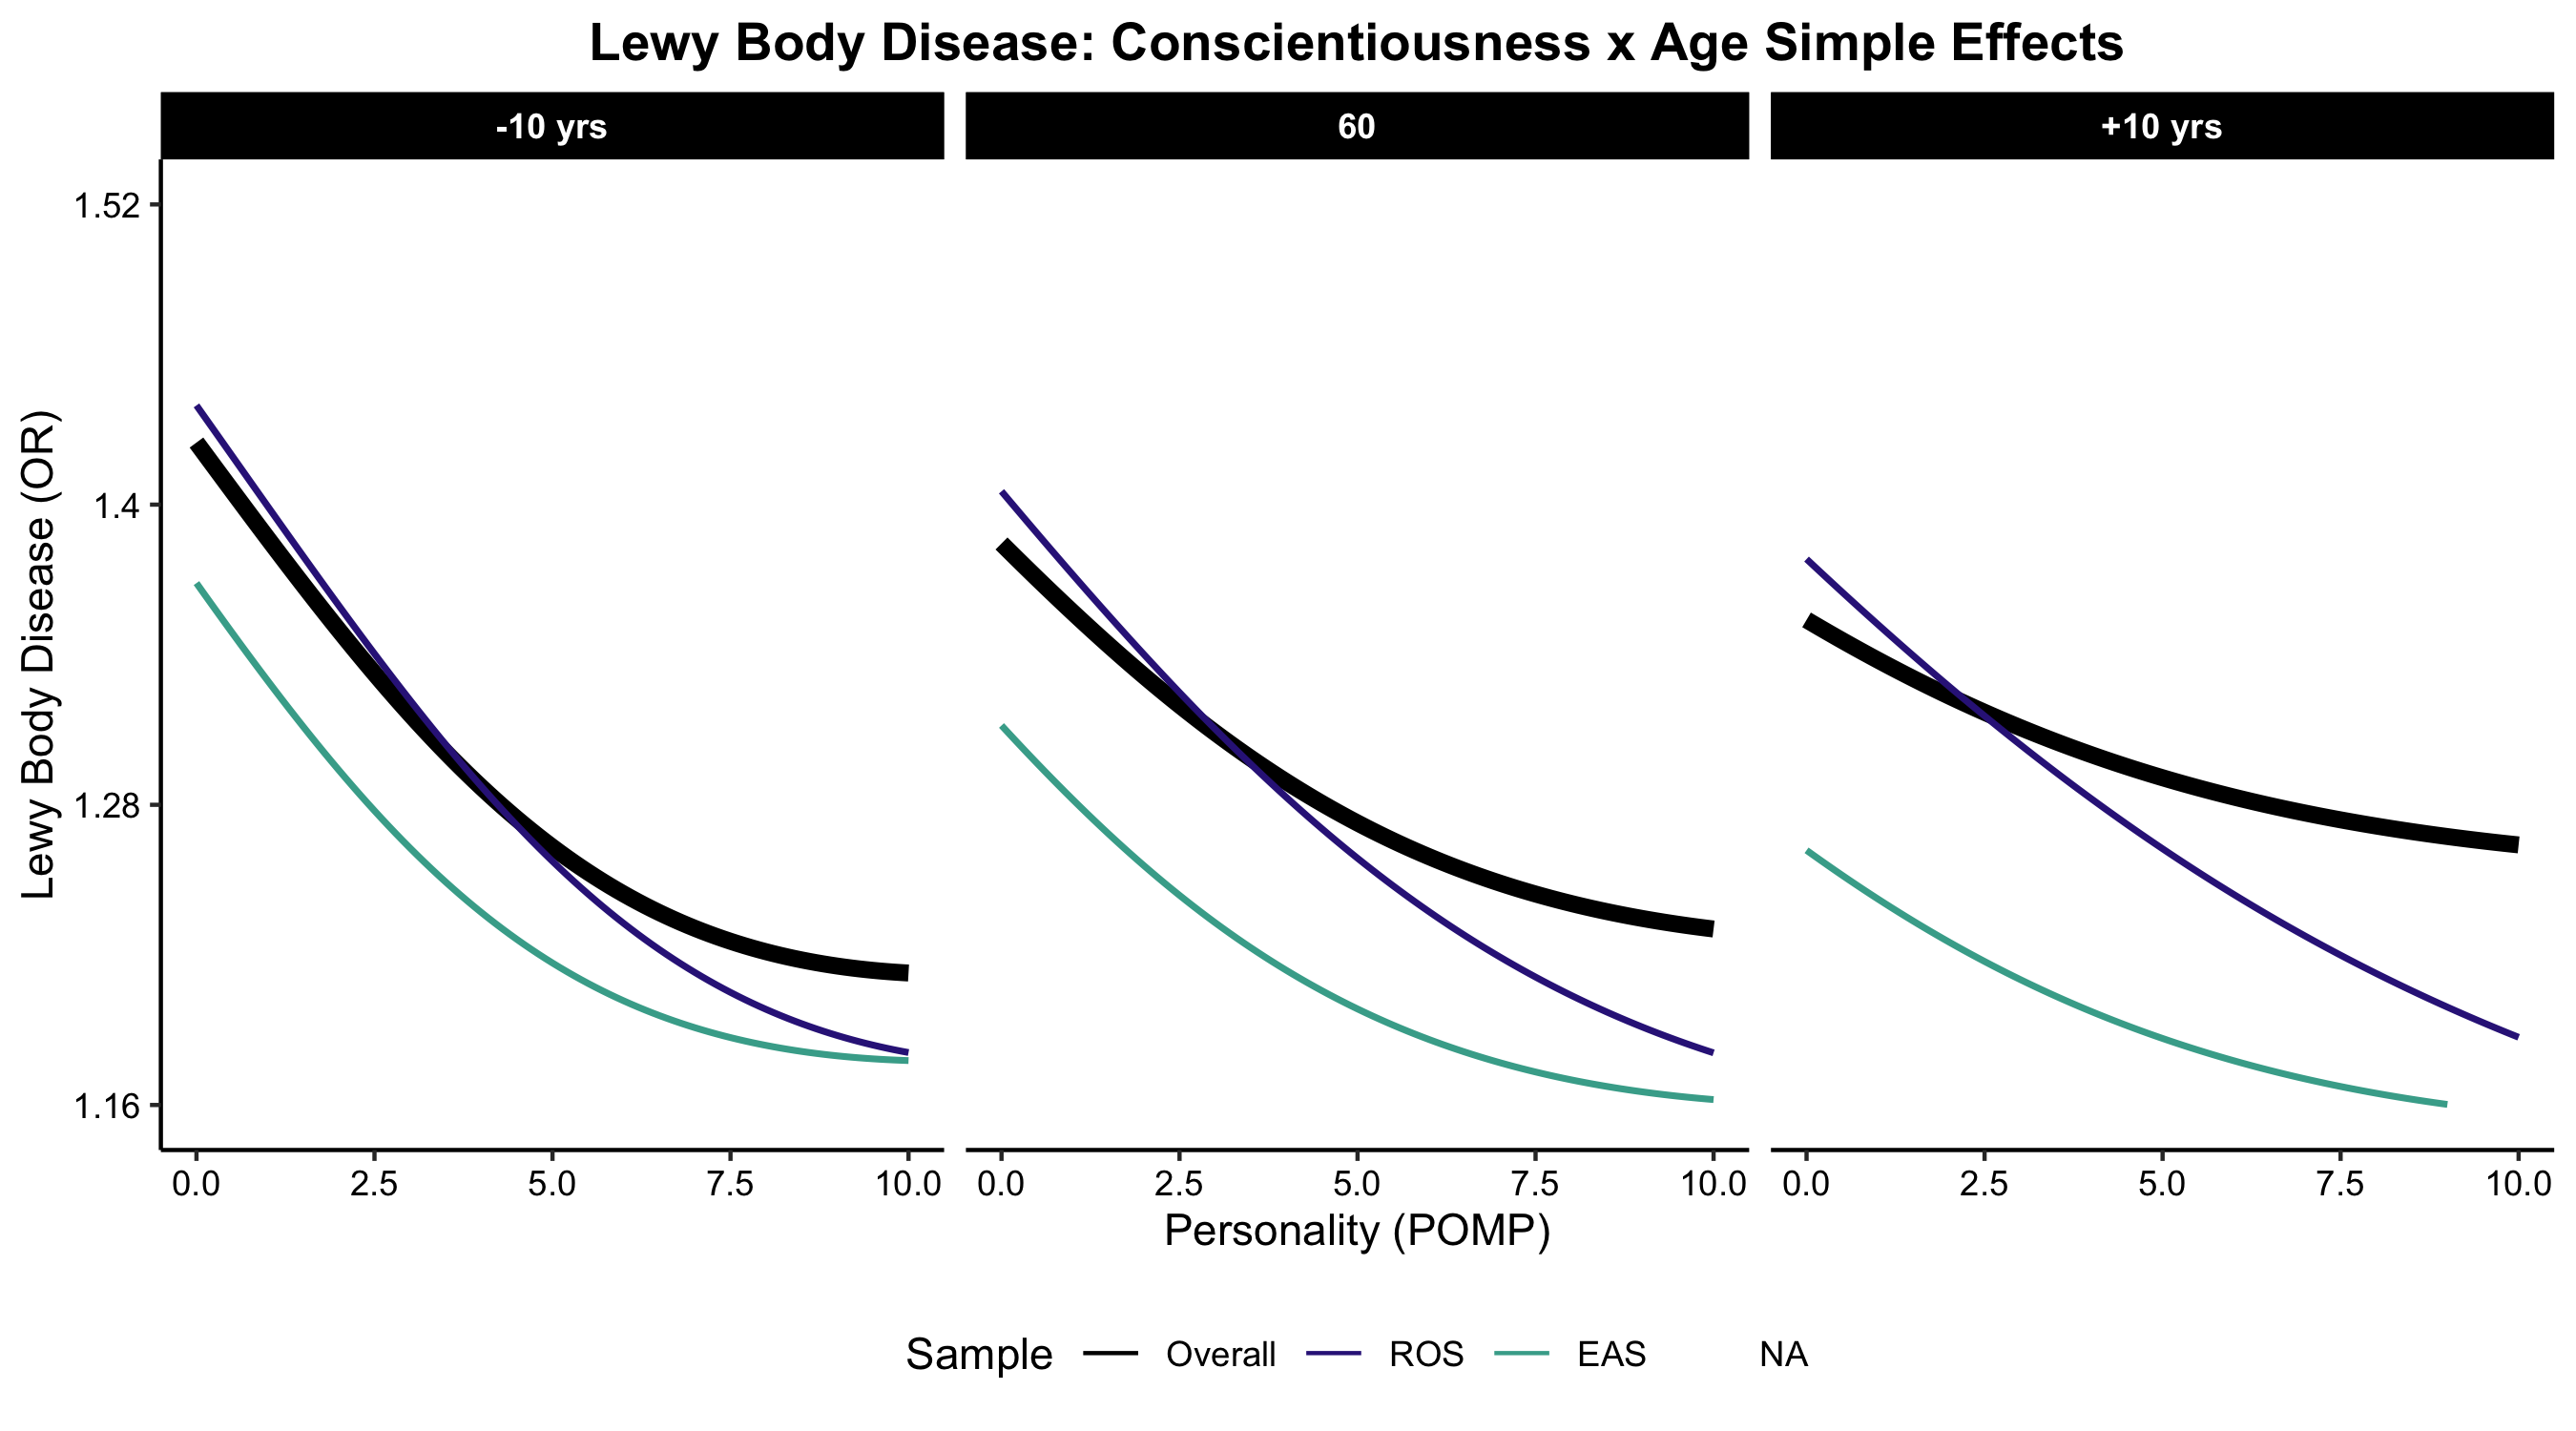 Lewy Body Disease: Conscientiousness x Age Simple Effects
-10 yrs 60 +10 yrs
Lewy Body Disease (OR)
1.52
1.4
1.28
1.16
0.0 2.5 5.0 7.5 10.0 0.0 2.5 5.0 7.5 10.0 0.0 2.5 5.0 7.5 10.0
Personality (POMP)
Sample Overall ROS EAS NA